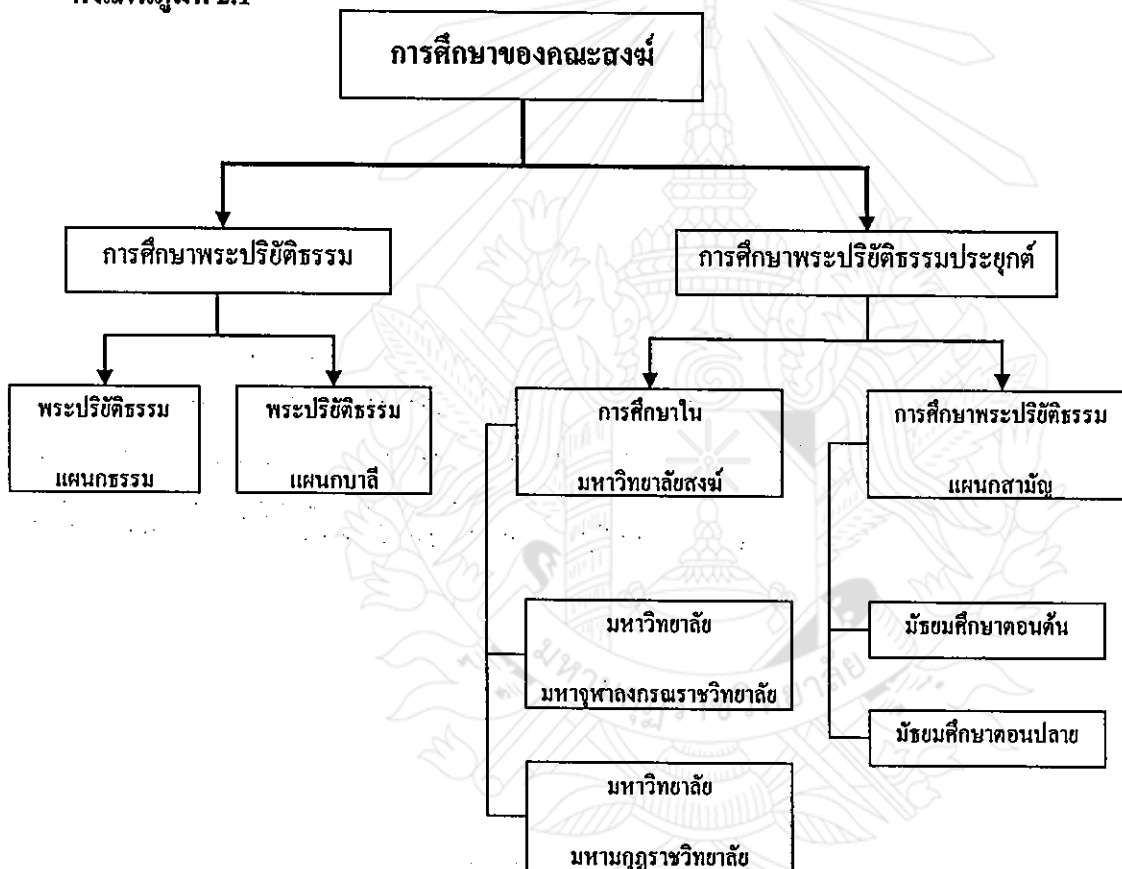 2.1
การศึกษาของคณะสงฆ์
การศึกษาพระปริยัติธรรม
การศึกษาพระปริยัติธรรมประยุกต์
พระปริยัติธรรม
แผนกธรรม
พระปริยัติธรรม
แผนกบาลี
การศึกษาใน
มหาวิทยาลัยสงฆ์
การศึกษาพระปริยัติธรรม
แผนกสามัญ
มหาวิทยาลัย
มหาจุฬาลงกรณราชวิทยาลัย
มัธยมศึกษาตอนต้น
มัธยมศึกษาตอนปลาย
มหาวิทยาลัย
มหามกุฎราชวิทยาลัย